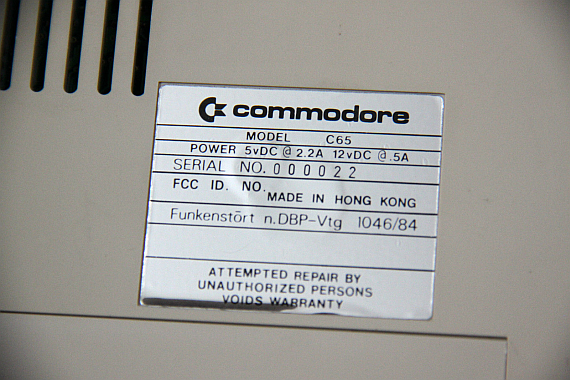 commodore
MODEL C65
POWER 5VDC @ 2.2A 12VDC @ .5A
SERIAL NO. 000022
FCC ID. NO.
MADE IN HONG KONG
Funkenstört n.DBP-Vtg 1046/84
ATTEMPTED REPAIR BY
UNAUTHORIZED PERSONS
VOIDS WARRANTY